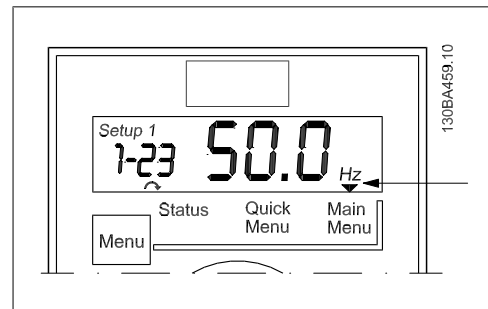 130BA459.10
Setup 1
1-23 50.0 Hz
Status Quick Menu Main Menu
Menu